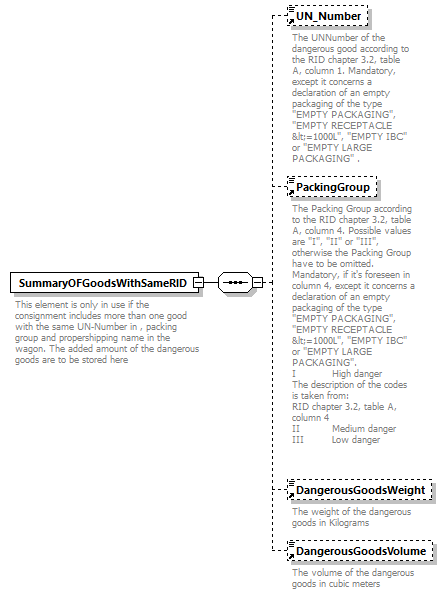 UN_Number
The UNNumber of the
dangerous good according to
the RID chapter 3.2, table
A, column 1. Mandatory,
except it concerns a
declaration of an empty
packaging of the type
"EMPTY PACKAGING",
"EMPTY RECEPTACLE
&lt;=1000L", "EMPTY IBC"
or "EMPTY LARGE
PACKAGING" .
PackingGroup
The Packing Group according
to the RID chapter 3.2, table
A, column 4. Possible values
are "I", "II" or "III",
otherwise the Packing Group
have to be omitted.
Mandatory, if it's foreseen in
column 4, except it concerns a
declaration of an empty
packaging of the type
"EMPTY PACKAGING",
"EMPTY RECEPTACLE
&lt;=1000L", "EMPTY IBC"
or "EMPTY LARGE
PACKAGING".
I High danger
The description of the codes
is taken from:
RID chapter 3.2, table A,
column 4
II Medium danger
III Low danger
SummaryOFGoodsWithSameRID
This element is only in use if the
consignment includes more than one good
with the same UN-Number in , packing
group and propershipping name in the
wagon. The added amount of the dangerous
goods are to be stored here
DangerousGoodsWeight
The weight of the dangerous
goods in Kilograms
DangerousGoodsVolume
The volume of the dangerous
goods in cubic meters